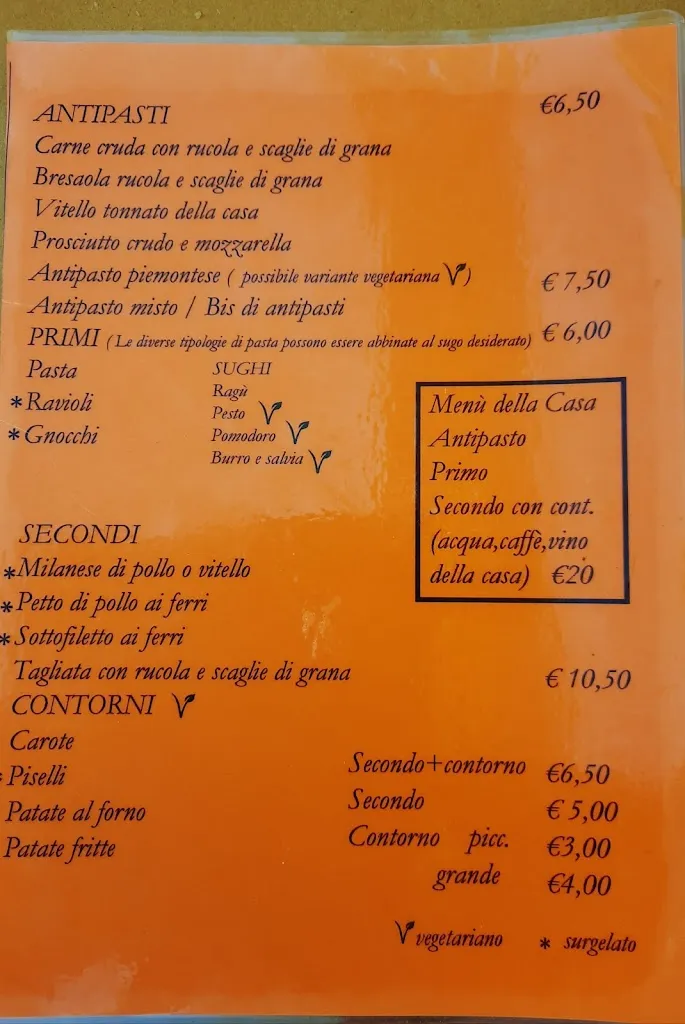 ANTIPASTI €6,50
Carne cruda con rucola e scaglie di grana
Bresaola rucola e scaglie di grana
Vitello tonnato della casa
Prosciutto crudo e mozzarella
Antipasto piemontese ( possibile variante vegetariana V )
Antipasto misto / Bis di antipasti € 7,50
PRIMI (Le diverse tipologie di pasta possono essere abbinate al sugo desiderato) € 6,00
Pasta
*Ravioli
*Gnocchi
SUGHI
Ragù
Pesto V
Pomodoro V
Burro e salvia V
Menù della Casa
Antipasto
Primo
Secondo con cont.
(acqua,caffè,vino
della casa) €20
SECONDI
*Milanese di pollo o vitello
*Petto di pollo ai ferri
*Sottofiletto ai ferri
Tagliata con rucola e scaglie di grana € 10,50
CONTORNI V
Carote
*Piselli
Patate al forno
Patate fritte
Secondo+contorno €6,50
Secondo € 5,00
Contorno picc. €3,00
grande €4,00
V vegetariano * surgelato